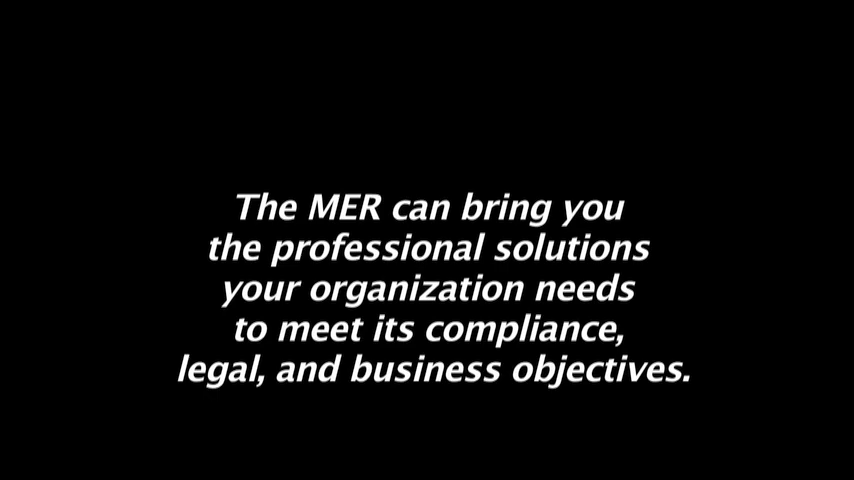 The MER can bring you
the professional solutions
your organization needs
to meet its compliance,
legal, and business objectives.